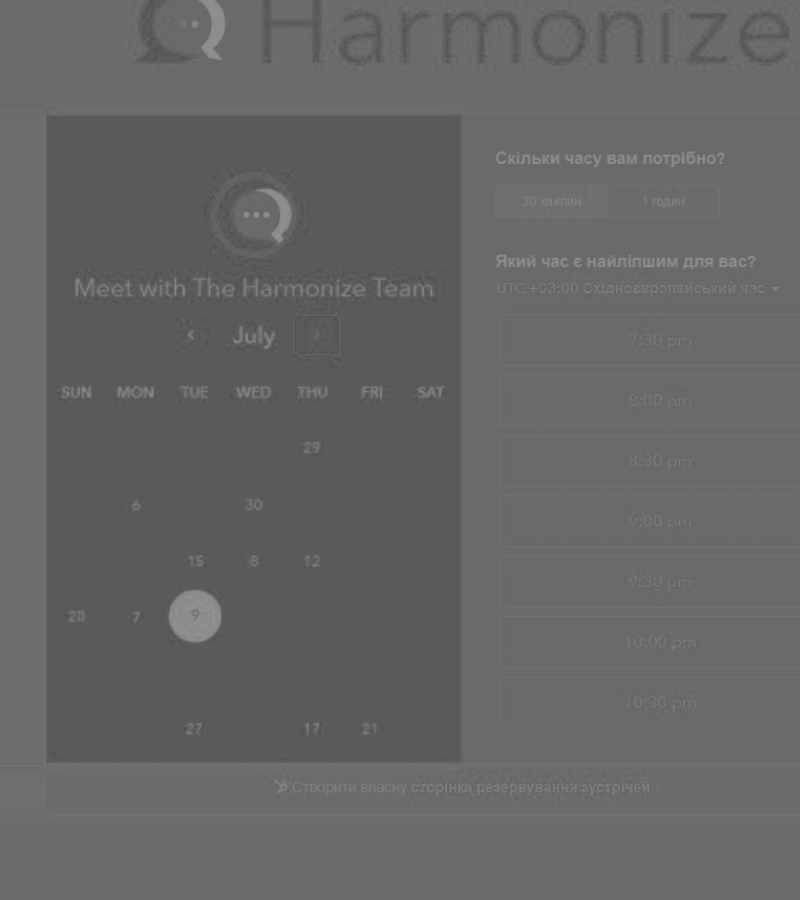 Harmonize
Meet with The Harmonize Team
July
SUN MON TUE WED THU FRI SAT
29
6 30
15 8 12
28 7 9
27 17 21
Скільки часу вам потрібно?
30 хвилин 1 годин
Який час є найліпшим для вас?
UTC +03:00 Східноєвропейський час
7:30 pm
8:00 pm
8:30 pm
9:00 pm
9:30 pm
10:00 pm
10:30 pm
Створити власну сторінка резервування зустрічей